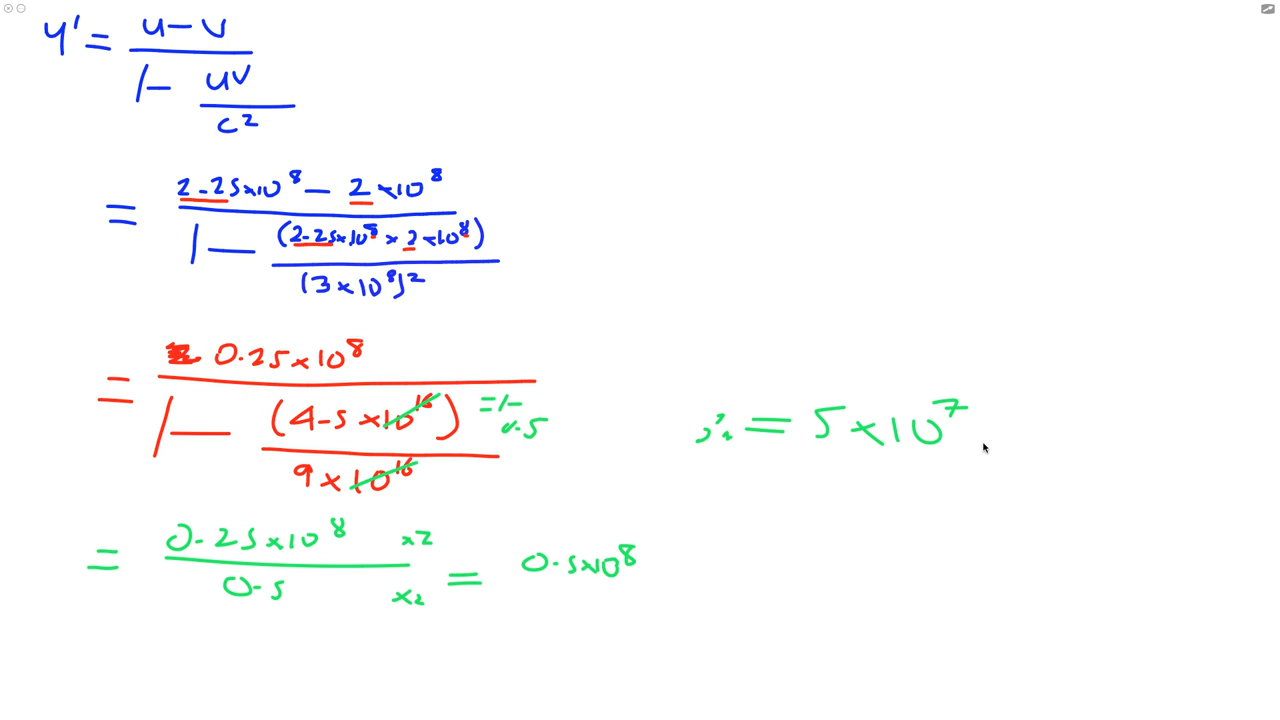 u' = u - v
1 - uv
c²
= 2.25×10⁸ - 2×10⁸
1 - (2.25×10⁸ × 2×10⁸)
(3×10⁸)²
= 0.25×10⁸
1 - (4.5×10¹⁶) = 1 -
0.5
9×10¹⁶
= 0.25×10⁸ ×2
0.5 ×2
= 0.5×10⁸
= 5×10⁷